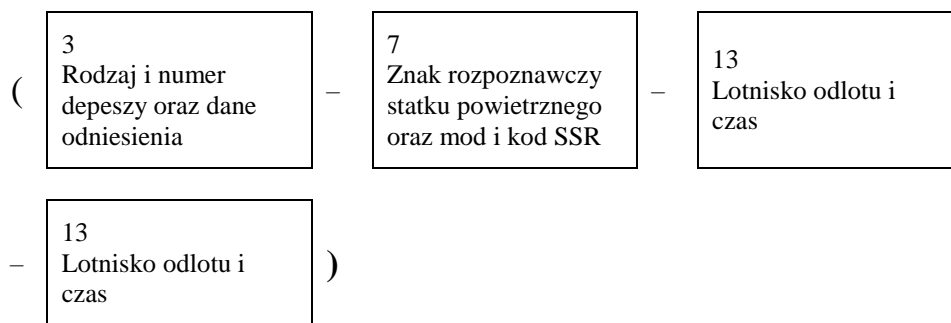 3
Rodzaj i numer
depeszy oraz dane
odniesienia
7
Znak rozpoznawczy
statku powietrznego
oraz mod i kod SSR
13
Lotnisko odlotu i
czas
( – –
13
Lotnisko odlotu i
czas
– )